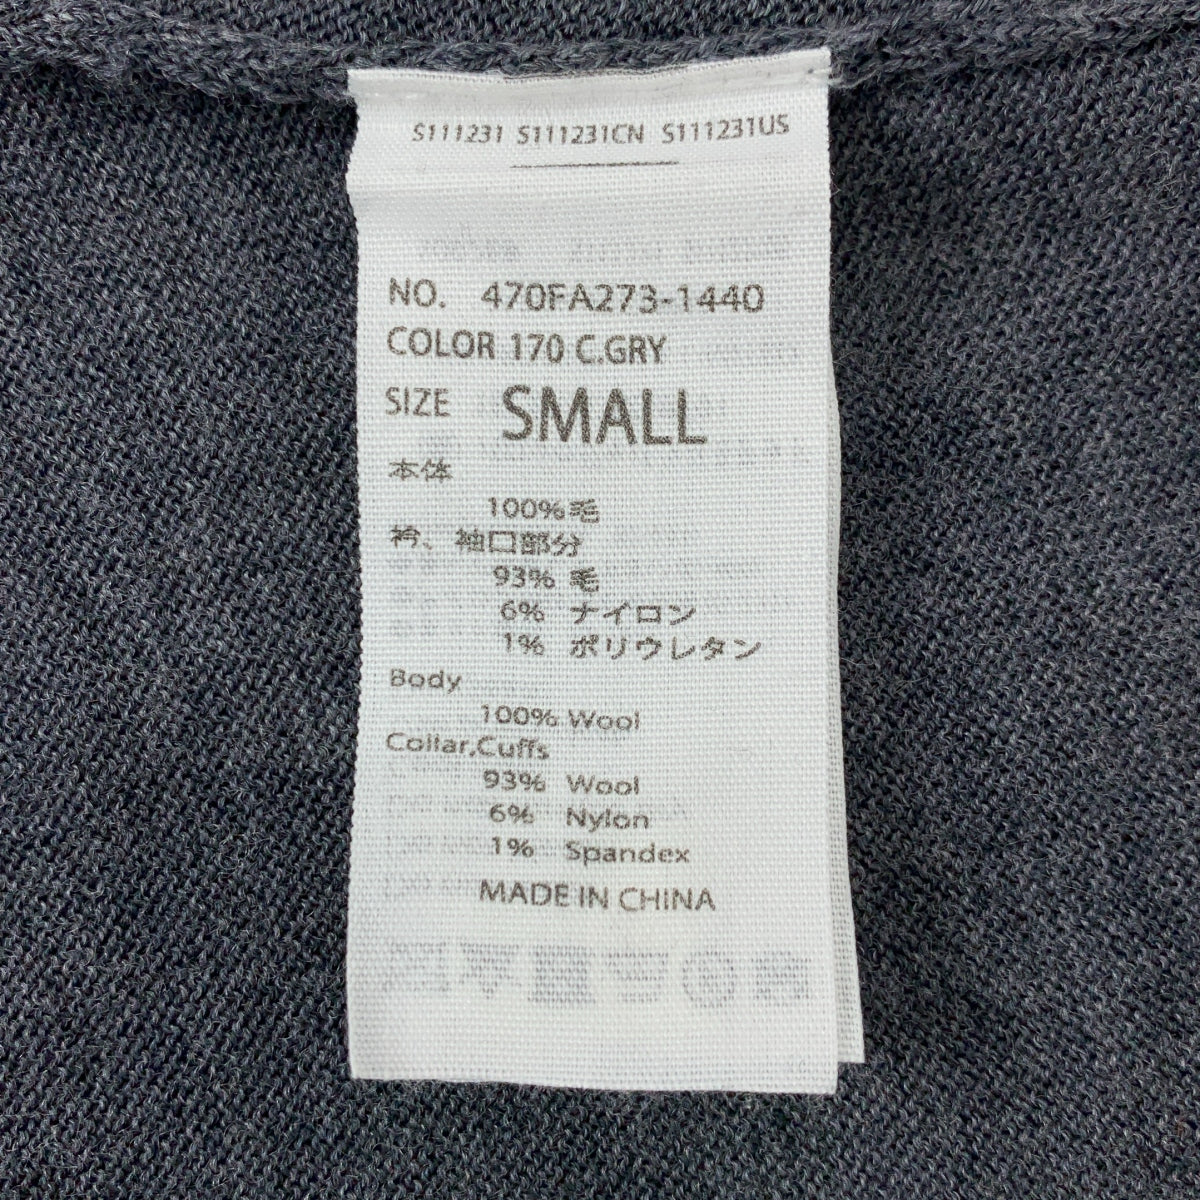 S111231 S111231CN S111231US
NO. 470FA273-1440
COLOR 170 C.GRY
SIZE SMALL
本体
100%毛
衿、袖口部分
93% 毛
6% ナイロン
1% ポリウレタン
Body
100% Wool
Collar,Cuffs
93% Wool
6% Nylon
1% Spandex
MADE IN CHINA